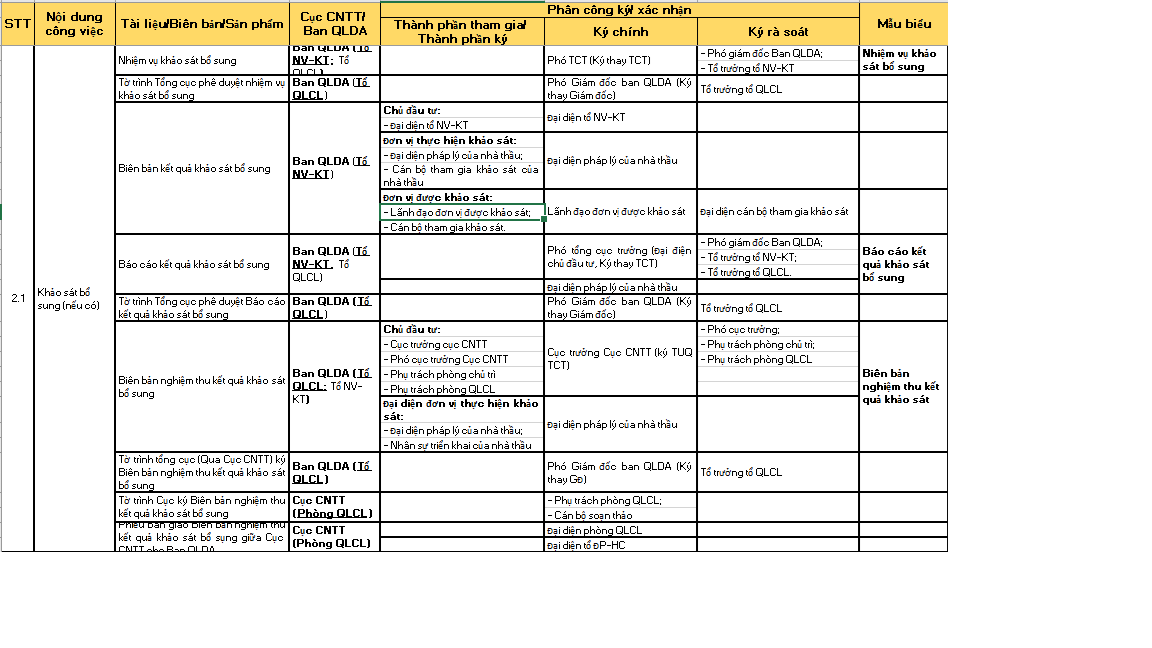 STT
Nội dung
công việc
Tài liệu/Biên bản/Sản phẩm
Cục CNTT/
Ban QLDA
Phân công ký/ xác nhận
Thành phần tham gia/
Thành phần ký
Ký chính
Ký rà soát
Mẫu biểu
2.1
Khảo sát bổ
sung (nếu có)
Nhiệm vụ khảo sát bổ sung
Ban QLDA (Tổ
NV-KT; Tổ
QLCL)
Phó TCT (Ký thay TCT)
- Phó giám đốc Ban QLDA;
- Tổ trưởng tổ NV-KT
Nhiệm vụ khảo
sát bổ sung
Tờ trình Tổng cục phê duyệt nhiệm vụ
khảo sát bổ sung
Ban QLDA (Tổ
QLCL)
Phó Giám đốc ban QLDA (Ký
thay Giám đốc)
Tổ trưởng tổ QLCL
Biên bản kết quả khảo sát bổ sung
Ban QLDA (Tổ
NV-KT)
Chủ đầu tư:
- Đại diện tổ NV-KT
Đại diện tổ NV-KT
Đơn vị thực hiện khảo sát:
- Đại diện pháp lý của nhà thầu;
- Cán bộ tham gia khảo sát của
nhà thầu
Đại diện pháp lý của nhà thầu
Đơn vị được khảo sát:
- Lãnh đạo đơn vị được khảo sát;
- Cán bộ tham gia khảo sát.
Lãnh đạo đơn vị được khảo sát
Đại diện cán bộ tham gia khảo sát
Báo cáo kết quả khảo sát bổ sung
Ban QLDA (Tổ
NV-KT, Tổ
QLCL)
Phó tổng cục trưởng (Đại diện
chủ đầu tư, Ký thay TCT)
- Phó giám đốc Ban QLDA;
- Tổ trưởng tổ NV-KT;
- Tổ trưởng tổ QLCL.
Báo cáo kết
quả khảo sát
bổ sung
Đại diện pháp lý của nhà thầu
Tờ trình Tổng cục phê duyệt Báo cáo
kết quả khảo sát bổ sung
Ban QLDA (Tổ
QLCL)
Phó Giám đốc ban QLDA (Ký
thay Giám đốc)
Tổ trưởng tổ QLCL
Biên bản nghiệm thu kết quả khảo sát
bổ sung
Ban QLDA (Tổ
QLCL; Tổ NV-
KT)
Chủ đầu tư:
- Cục trưởng cục CNTT
- Phó cục trưởng Cục CNTT
- Phụ trách phòng chủ trì
- Phụ trách phòng QLCL
Cục trưởng Cục CNTT (ký TUQ
TCT)
- Phó cục trưởng;
- Phụ trách phòng chủ trì;
- Phụ trách phòng QLCL
Biên bản
nghiệm thu kết
quả khảo sát
Đại diện đơn vị thực hiện khảo
sát:
- Đại diện pháp lý của nhà thầu;
- Nhân sự triển khai của nhà thầu
Đại diện pháp lý của nhà thầu
Tờ trình tổng cục (Qua Cục CNTT) ký
Biên bản nghiệm thu kết quả khảo sát
bổ sung
Ban QLDA (Tổ
QLCL)
Phó Giám đốc ban QLDA (Ký
thay GĐ)
Tổ trưởng tổ QLCL
Tờ trình Cục ký Biên bản nghiệm thu
kết quả khảo sát bổ sung
Cục CNTT
(Phòng QLCL)
- Phụ trách phòng QLCL;
- Cán bộ soạn thảo
Phiếu bàn giao biên bản nghiệm thu
kết quả khảo sát bổ sụng giữa Cục
CNTT cho Ban QLDA
Cục CNTT
(Phòng QLCL)
Đại diện phòng QLCL
Đại diện tổ ĐP-HC